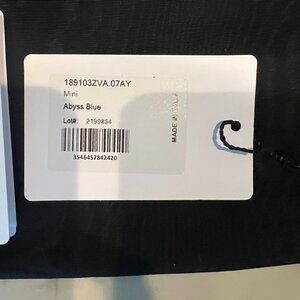 189103ZVA.07AY
Mini
Abyss Blue
Lot#: 2199854
3546457842420
MADE IN